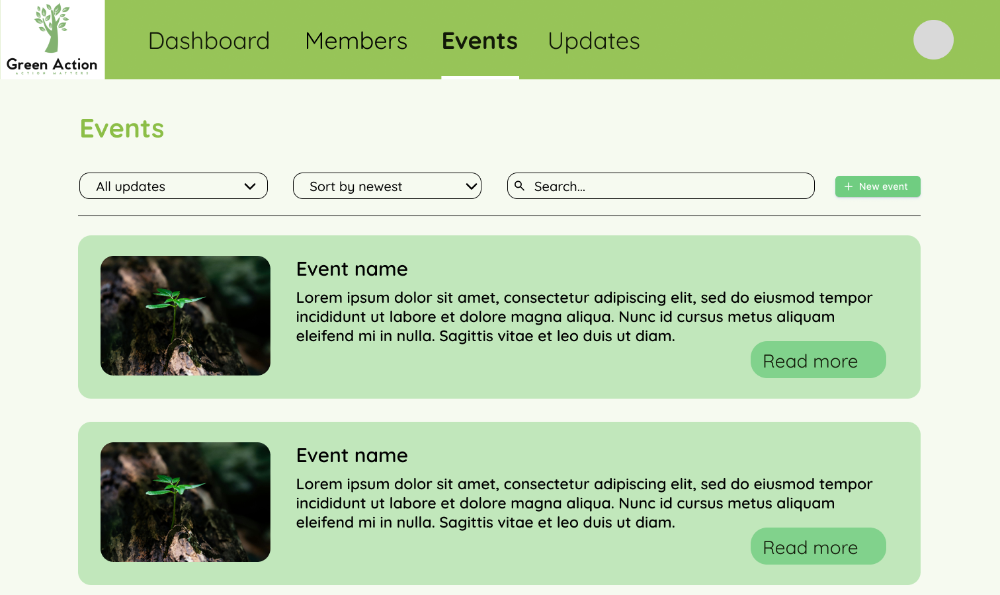 Green Action
ACTION MATTERS
Dashboard Members Events Updates
Events
All updates Sort by newest Search... New event
Event name
Lorem ipsum dolor sit amet, consectetur adipiscing elit, sed do eiusmod tempor
incididunt ut labore et dolore magna aliqua. Nunc id cursus metus aliquam
eleifend mi in nulla. Sagittis vitae et leo duis ut diam.
Read more
Event name
Lorem ipsum dolor sit amet, consectetur adipiscing elit, sed do eiusmod tempor
incididunt ut labore et dolore magna aliqua. Nunc id cursus metus aliquam
eleifend mi in nulla. Sagittis vitae et leo duis ut diam.
Read more